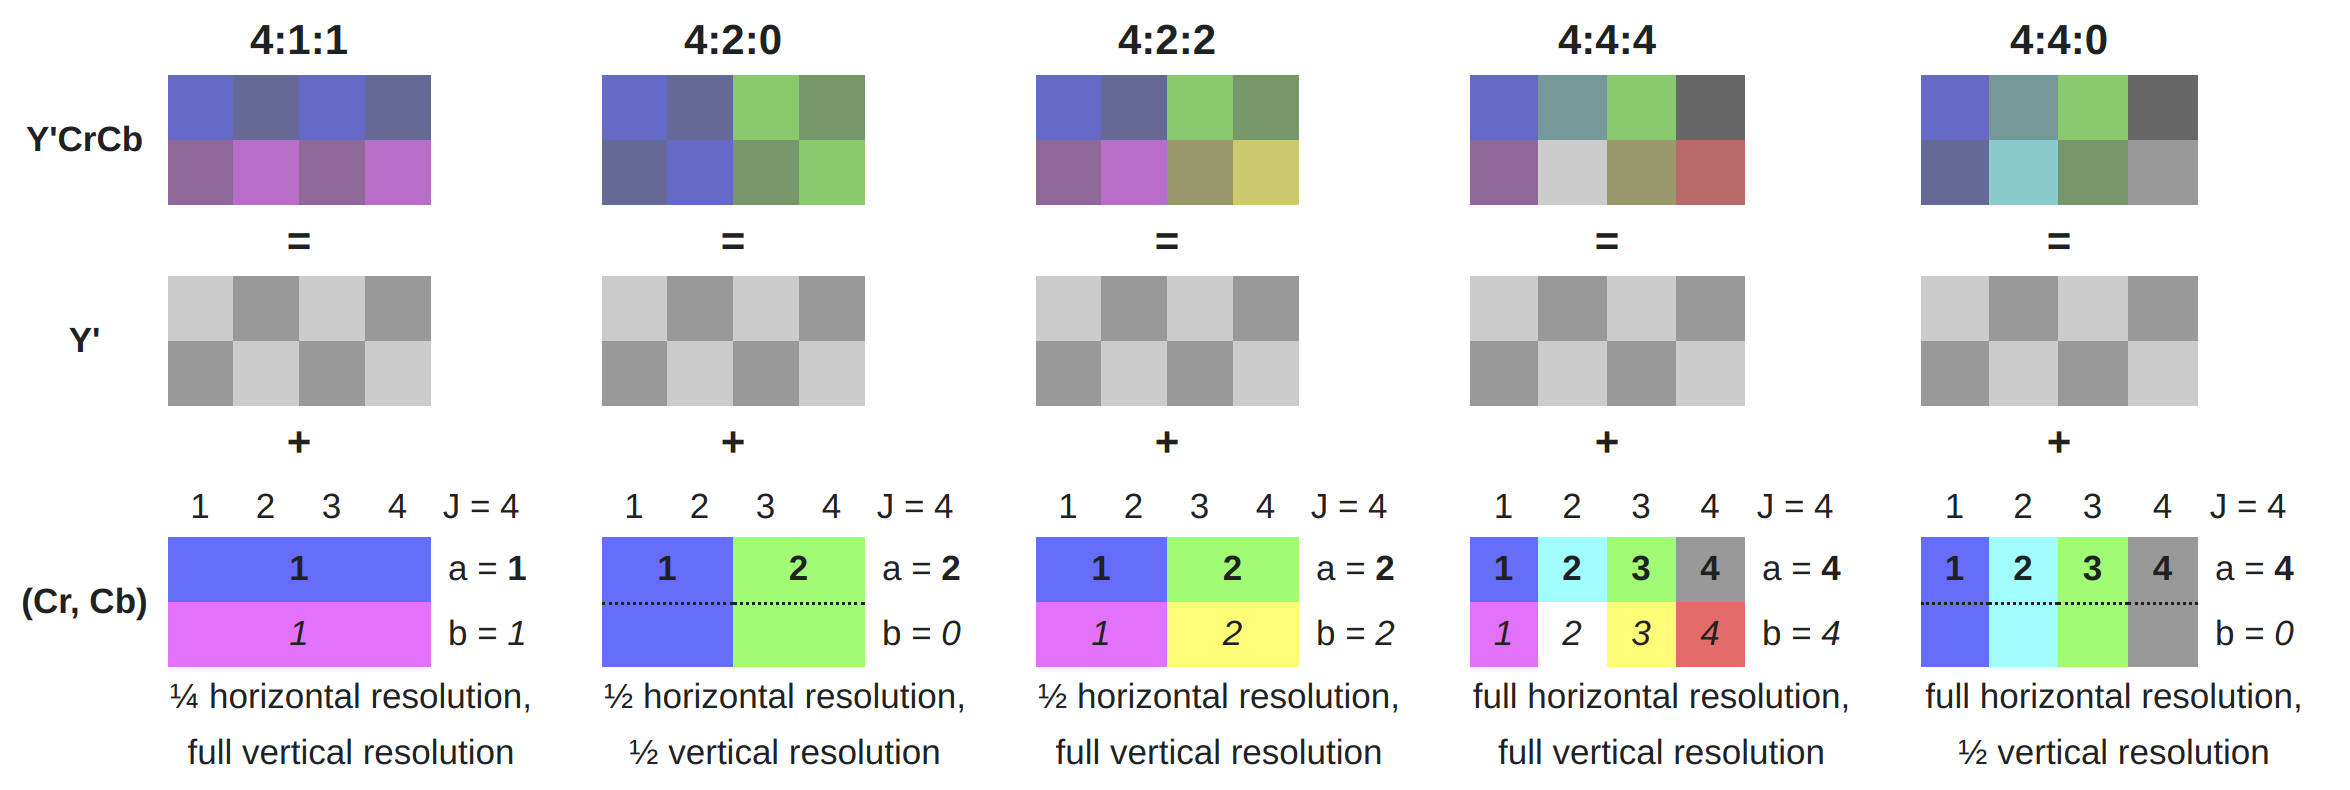 4:1:1 4:2:0 4:2:2 4:4:4 4:4:0
Y'CrCb
= = = = =
Y'
+ + + + +
1 2 3 4 J = 4 1 2 3 4 J = 4 1 2 3 4 J = 4 1 2 3 4 J = 4 1 2 3 4 J = 4
1 a = 1 1 2 a = 2 1 2 a = 2 1 2 3 4 a = 4 1 2 3 4 a = 4
(Cr, Cb)
1 b = 1 b = 0 1 2 b = 2 1 2 3 4 b = 4 b = 0
¼ horizontal resolution, ½ horizontal resolution, ½ horizontal resolution, full horizontal resolution, full horizontal resolution,
full vertical resolution ½ vertical resolution full vertical resolution full vertical resolution ½ vertical resolution